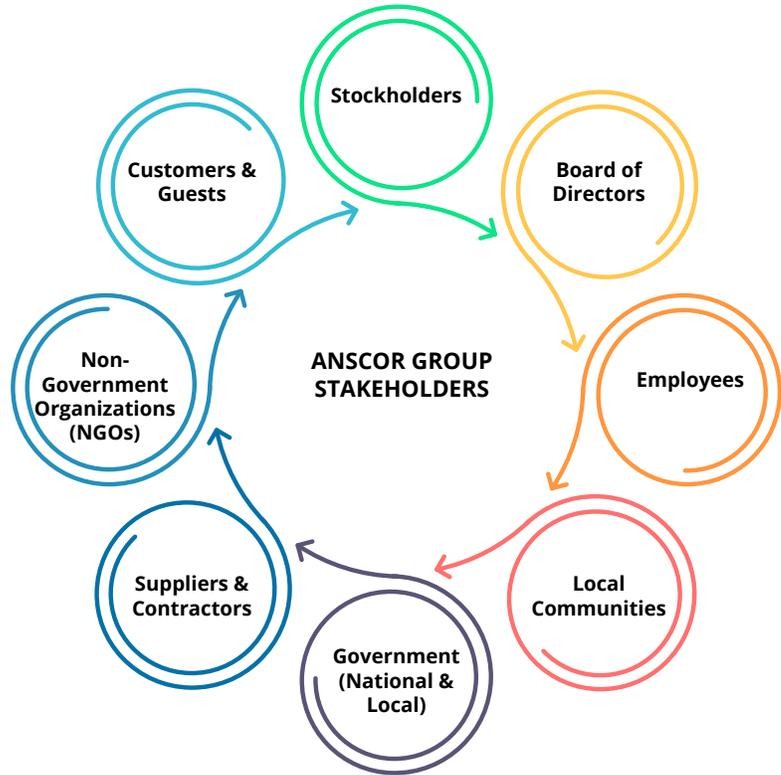 Stockholders
Board of
Directors
Employees
Local
Communities
Government
(National &
Local)
Suppliers &
Contractors
Non-
Government
Organizations
(NGOs)
Customers &
Guests
ANSCOR GROUP
STAKEHOLDERS